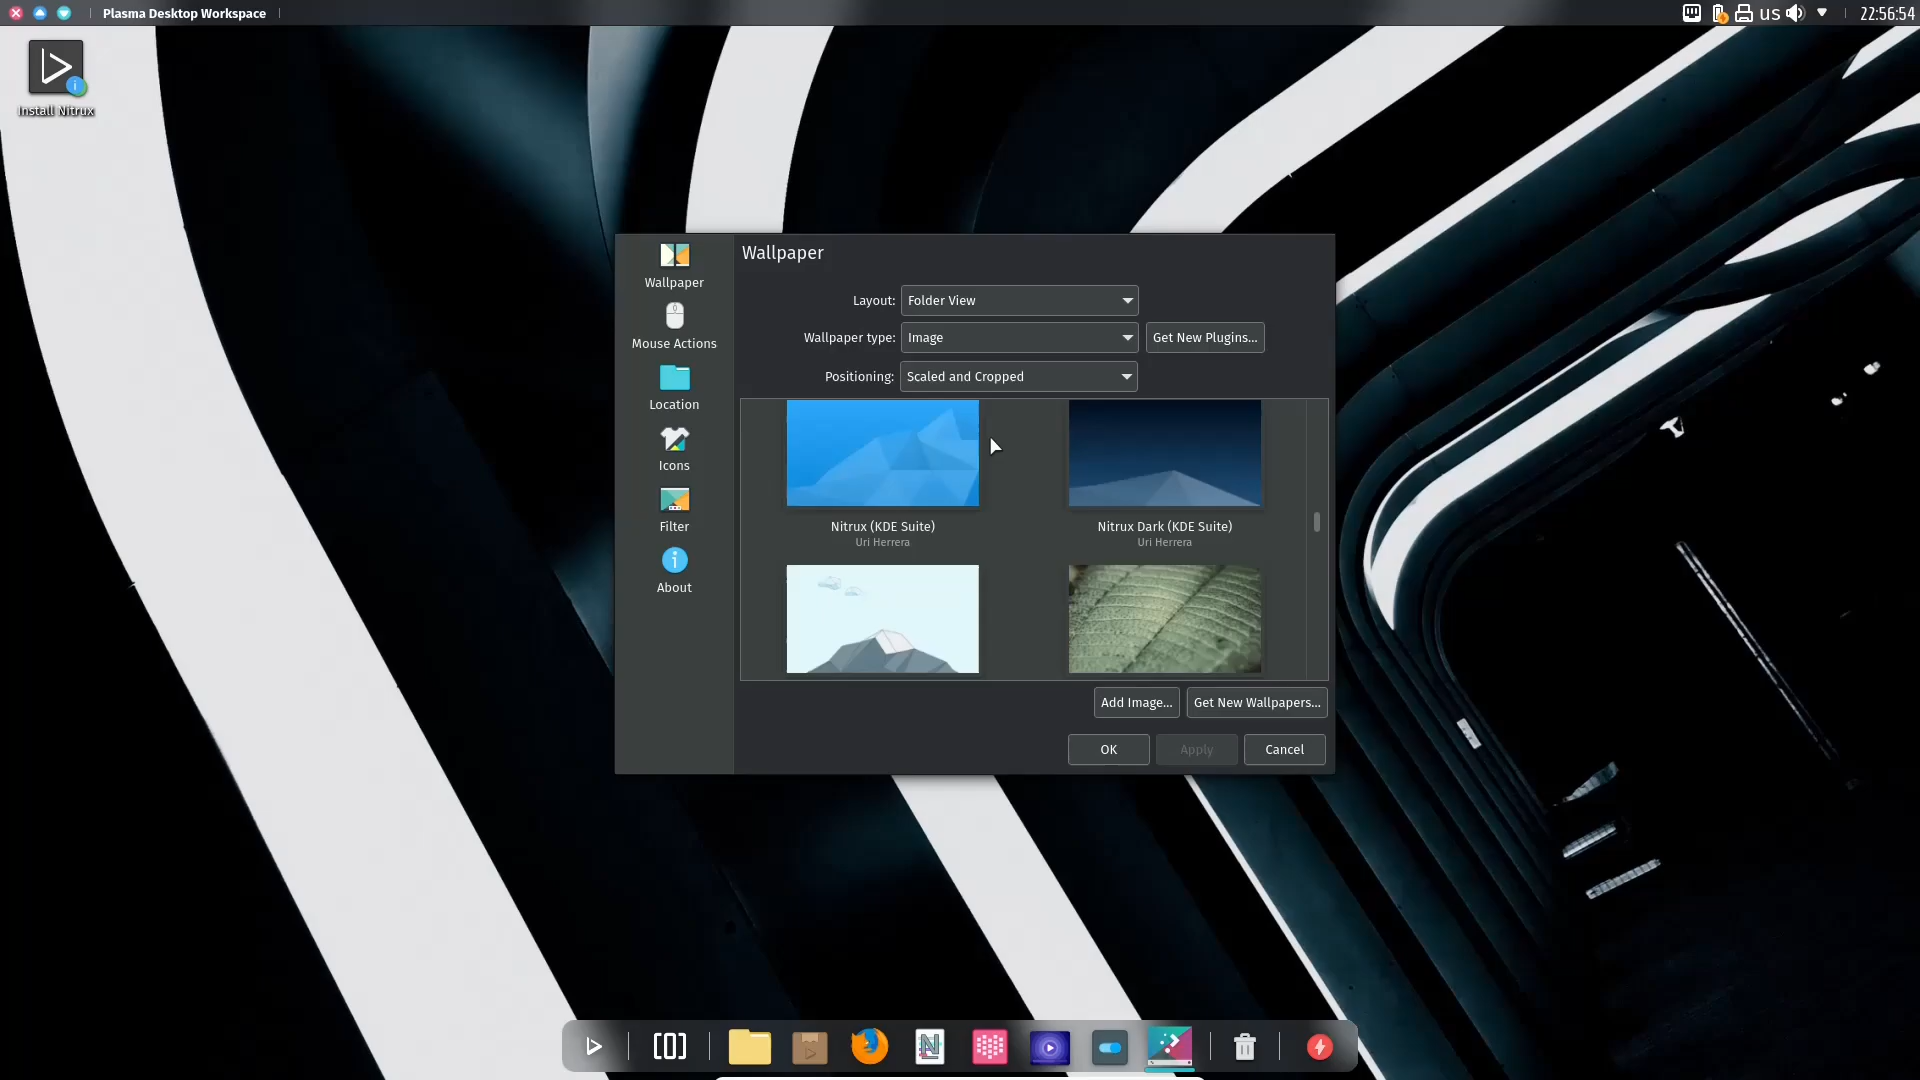 Plasma Desktop Workspace
us
22:56:54
Install Nitrux
Wallpaper
Mouse Actions
Location
Icons
Filter
About
Wallpaper
Layout: Folder View
Wallpaper type: Image Get New Plugins...
Positioning: Scaled and Cropped
Nitrux (KDE Suite)
Uri Herrera
Nitrux Dark (KDE Suite)
Uri Herrera
Add Image... Get New Wallpapers...
OK Apply Cancel